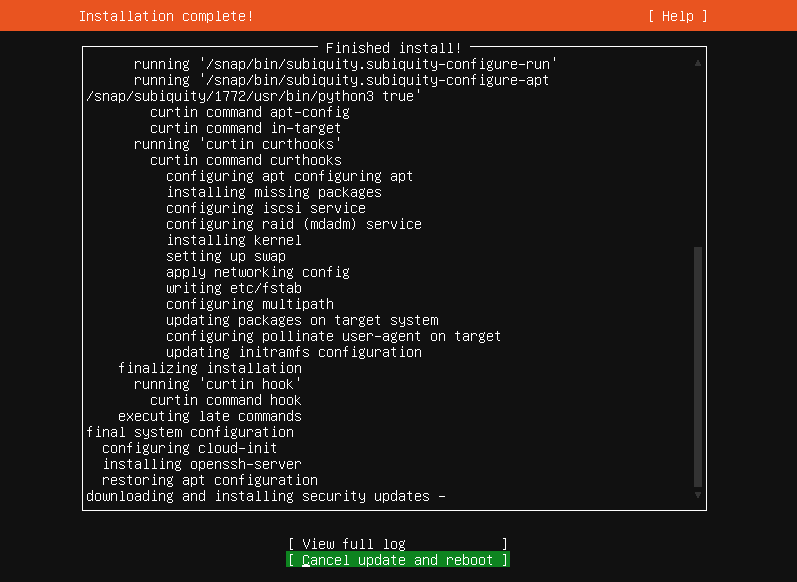 Installation complete! [ Help ]
Finished install!
running '/snap/bin/subiquity.subiquity-configure-run'
running '/snap/bin/subiquity.subiquity-configure-apt
/snap/subiquity/1772/usr/bin/python3 true'
curtin command apt-config
curtin command in-target
running 'curtin curthooks'
curtin command curthooks
configuring apt configuring apt
installing missing packages
configuring iscsi service
configuring raid (mdadm) service
installing kernel
setting up swap
apply networking config
writing etc/fstab
configuring multipath
updating packages on target system
configuring pollinate user-agent on target
updating initramfs configuration
finalizing installation
running 'curtin hook'
curtin command hook
executing late commands
final system configuration
configuring cloud-init
installing openssh-server
restoring apt configuration
downloading and installing security updates -
[ View full log ]
[ Cancel update and reboot ]